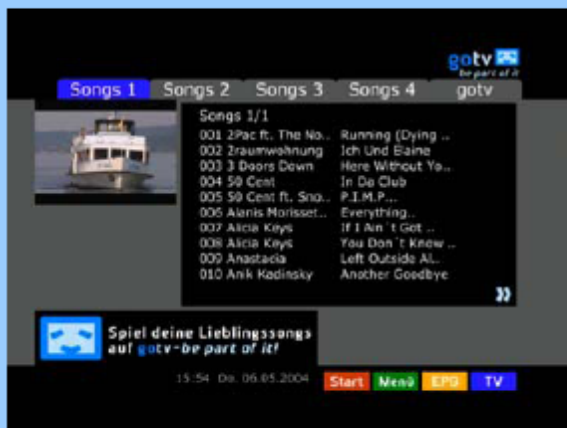 gotv
be part of it
Songs 1 Songs 2 Songs 3 Songs 4 gotv
Songs 1/1
001 2Pac ft. The No.. Running (Dying ..
002 2raumwohnung Ich Und Elaine
003 3 Doors Down Here Without Yo..
004 50 Cent In Da Club
005 50 Cent ft. Sno.. P.I.M.P...
006 Alanis Morisset.. Everything..
007 Alicia Keys If I Ain´t Got ..
008 Alicia Keys You Don´t Know ..
009 Anastacia Left Outside Al..
010 Anik Kadinsky Another Goodbye
Spiel deine Lieblingssongs
auf gotv-be part of it!
15:54 Do. 06.05.2004 Start Menü EPG TV